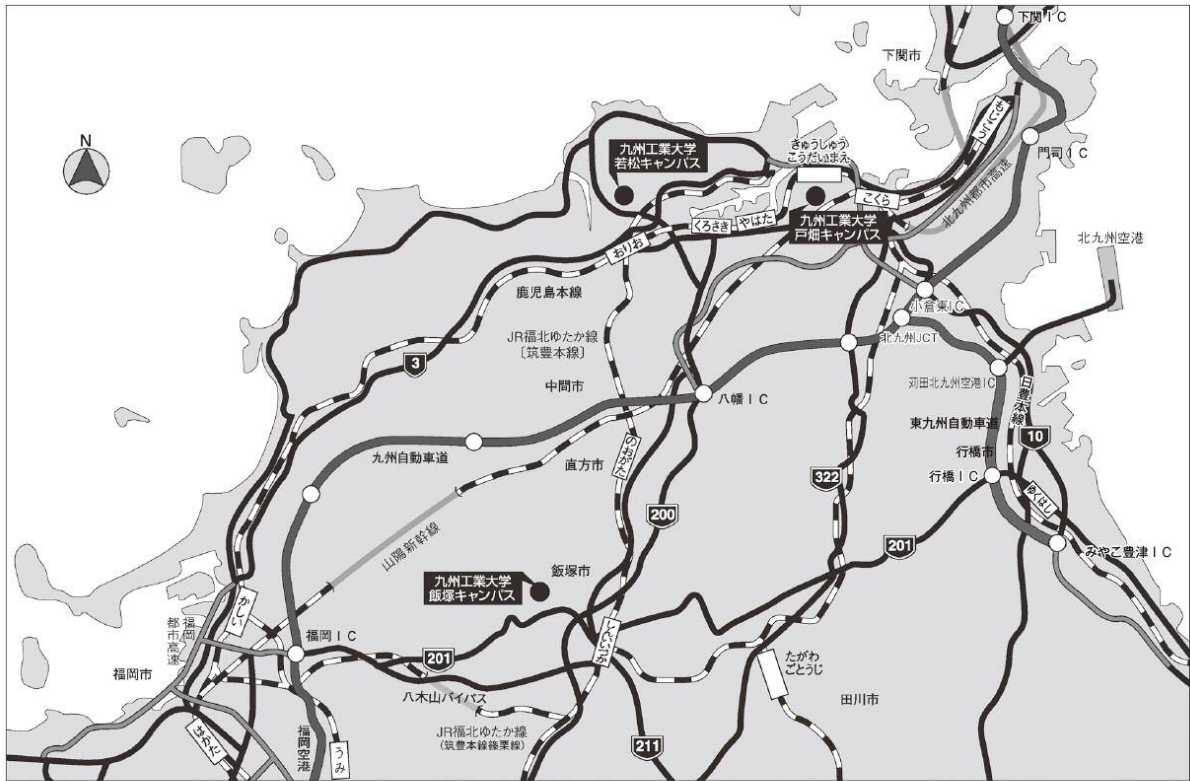 下関IC
下関市
N
九州工業大学
若松キャンパス
きゅうしゅう
こうだいまえ
もじこう
門司IC
北九州都市高速
こくら
九州工業大学
戸畑キャンパス
くろさき
やはた
おりお
北九州空港
鹿児島本線
小倉東IC
北九州JCT
JR福北ゆたか線
〔筑豊本線〕
3
中間市
八幡IC
苅田北九州空港IC
日豊本線
東九州自動車道
10
九州自動車道
のおがた
直方市
行橋市
行橋IC
322
ゆくはし
200
山陽新幹線
201
みやこ豊津IC
九州工業大学
飯塚キャンパス
飯塚市
かしい
福岡
都市高速
福岡IC
しんいいづか
201
たがわ
ごとうじ
福岡市
八木山バイパス
田川市
JR福北ゆたか線
(筑豊本線篠栗線)
はかた
福岡空港
うみ
211